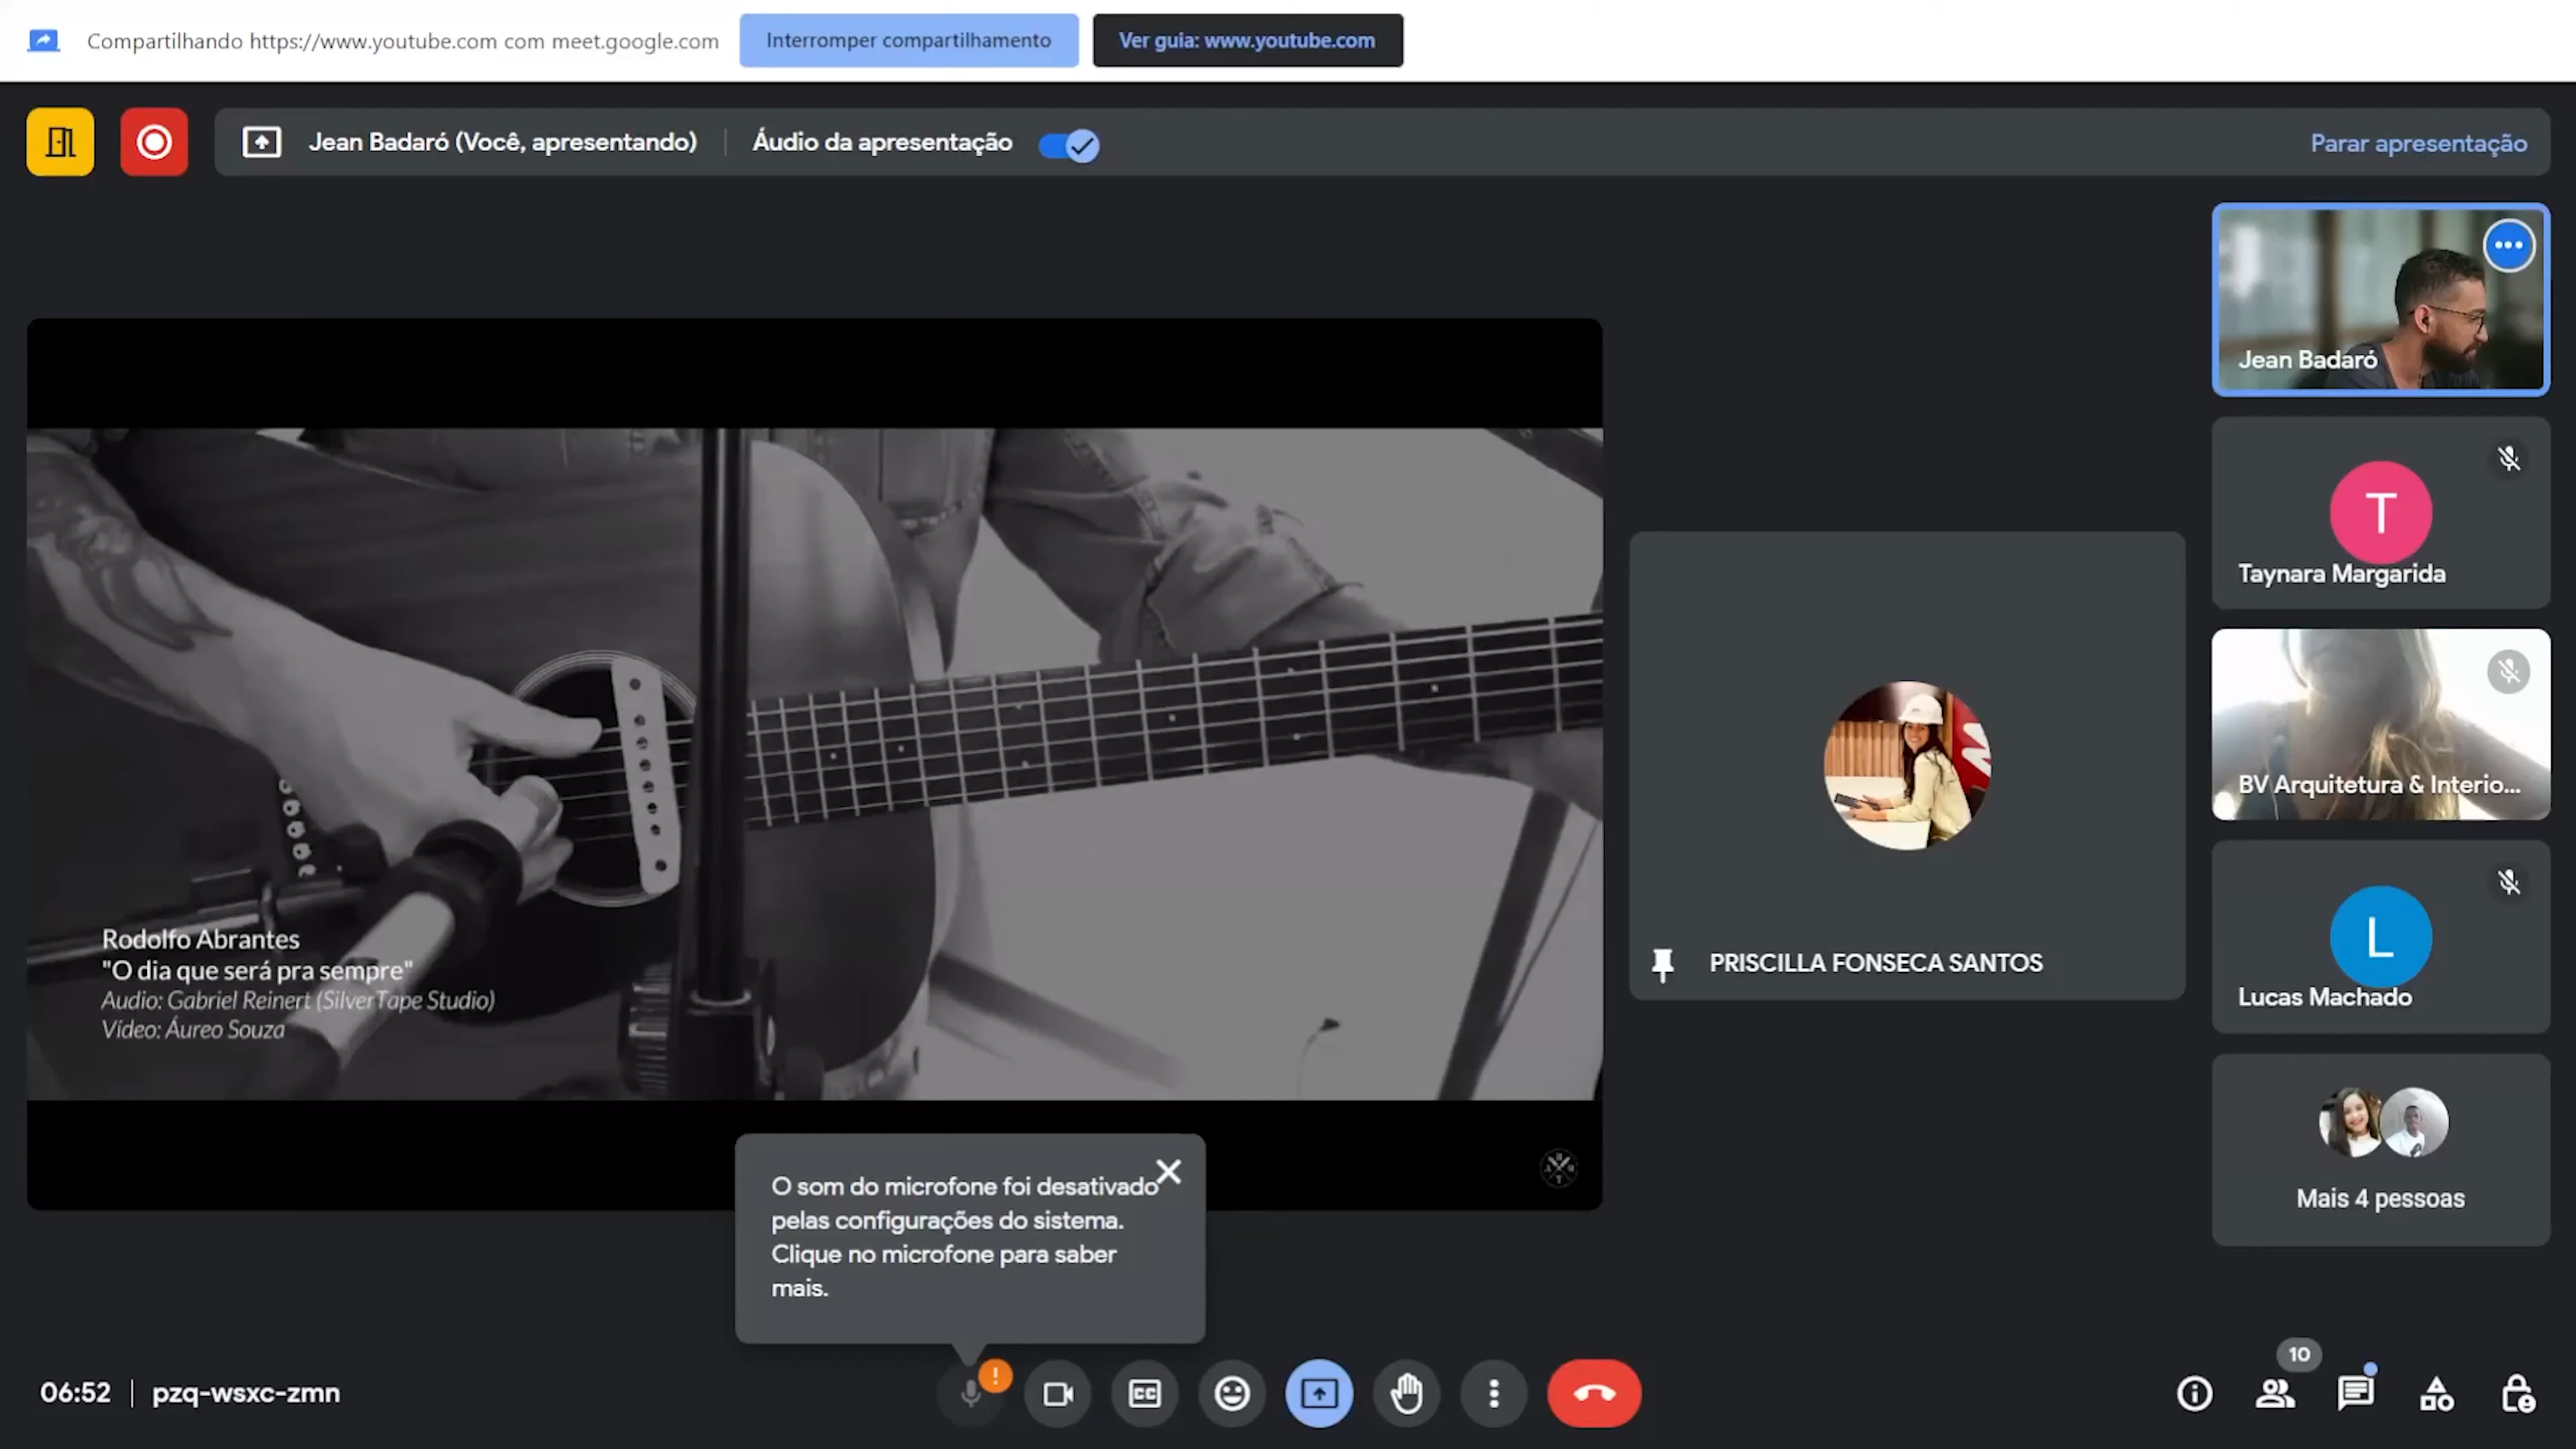 Compartilhando https://www.youtube.com com meet.google.com
Interromper compartilhamento
Ver guia: www.youtube.com
Jean Badaró (Você, apresentando)
Áudio da apresentação
Parar apresentação
Jean Badaró
T
Taynara Margarida
BV Arquitetura & Interio...
L
Lucas Machado
Mais 4 pessoas
PRISCILLA FONSECA SANTOS
Rodolfo Abrantes
"O dia que será pra sempre"
Audio: Gabriel Reinert (SilverTape Studio)
Vídeo: Áureo Souza
O som do microfone foi desativado
pelas configurações do sistema.
Clique no microfone para saber
mais.
06:52
pzq-wsxc-zmn
!
CC
10